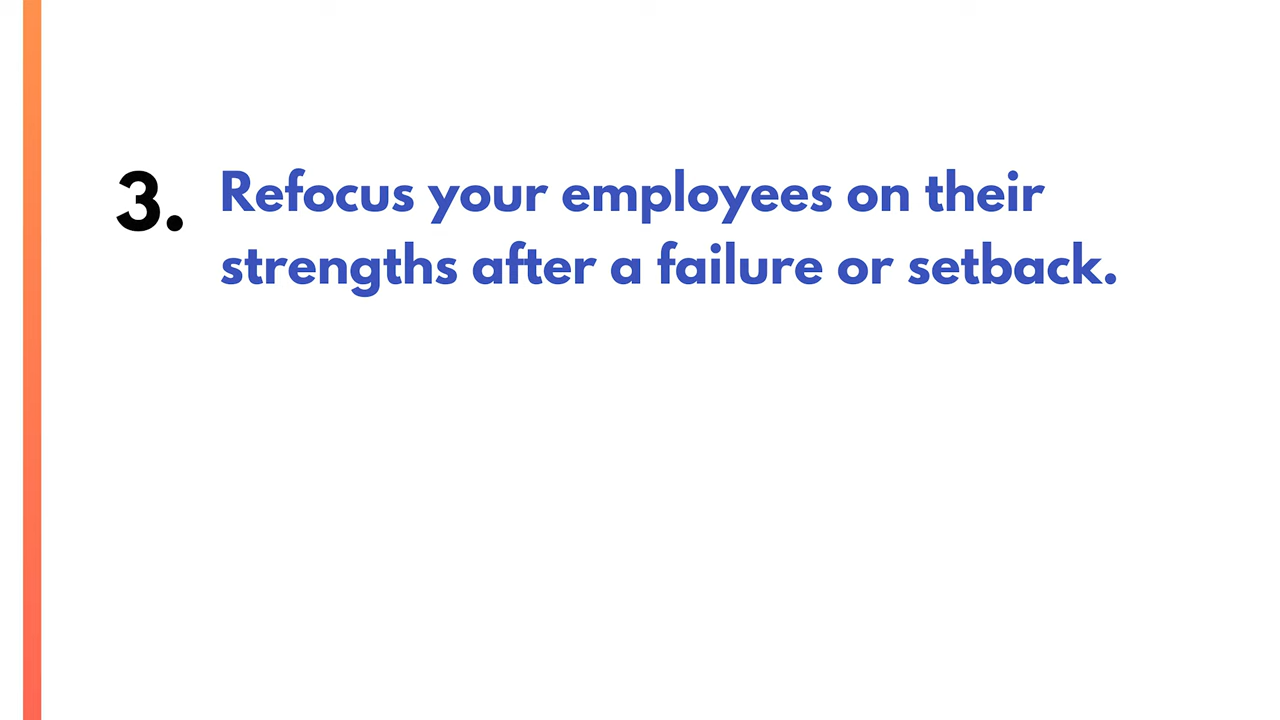 3. Refocus your employees on their
strengths after a failure or setback.